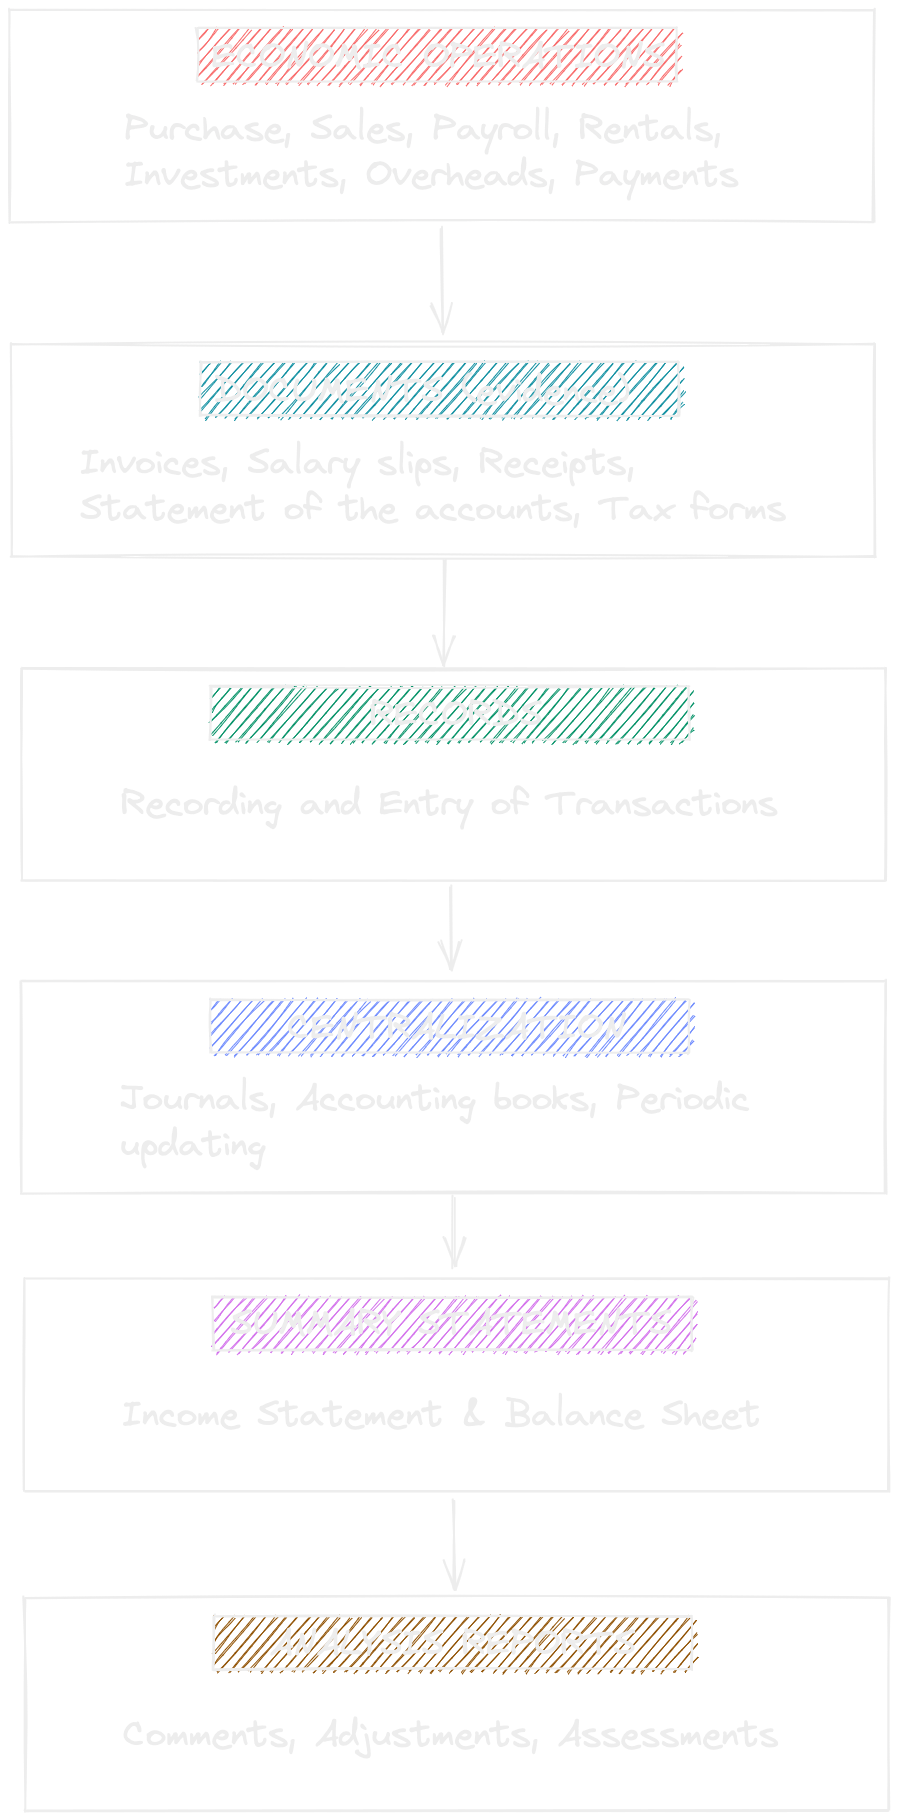 ECONOMIC OPERATIONS
Purchase, Sales, Payroll, Rentals,
Investments, Overheads, Payments
DOCUMENTS (evidence)
Invoices, Salary slips, Receipts,
Statement of the accounts, Tax forms
RECORDS
Recording and Entry of Transactions
CENTRALIZATION
Journals, Accounting books, Periodic
updating
SUMMARY STATEMENTS
Income Statement & Balance Sheet
ANALYSIS REPORTS
Comments, Adjustments, Assessments